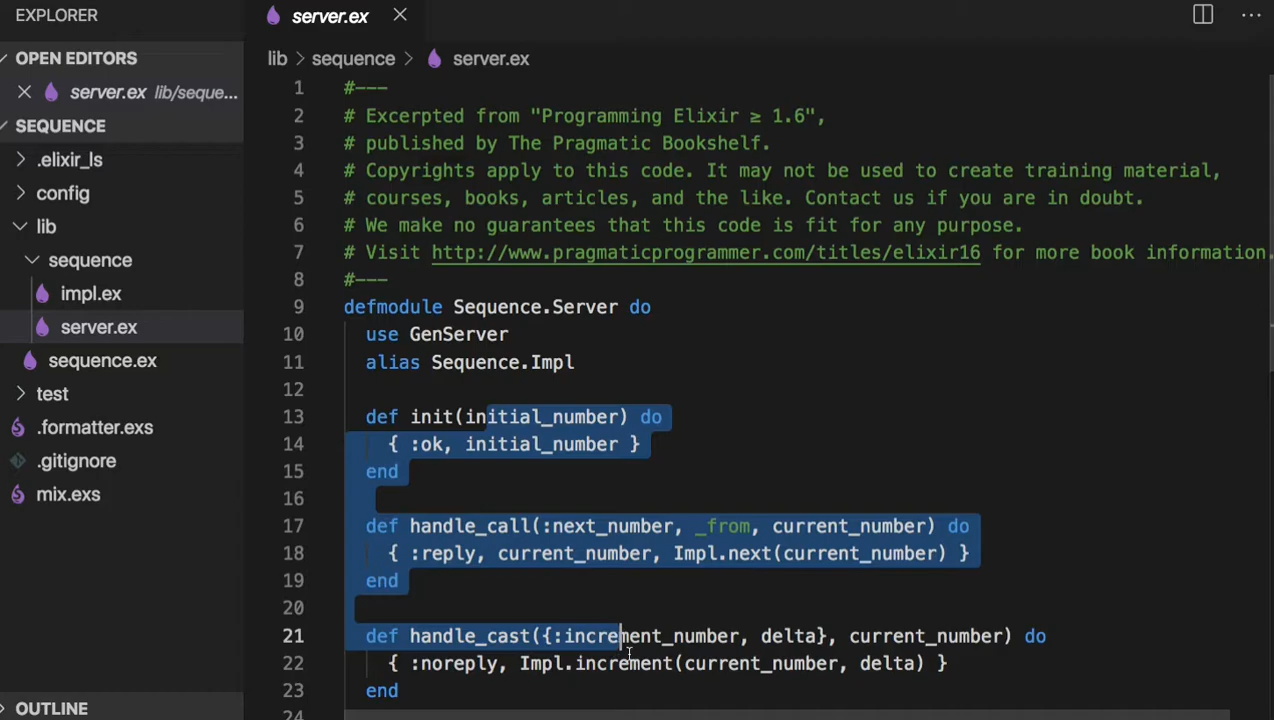 EXPLORER
OPEN EDITORS
server.ex lib/seque...
SEQUENCE
.elixir_ls
config
lib
sequence
impl.ex
server.ex
sequence.ex
test
.formatter.exs
.gitignore
mix.exs
OUTLINE
server.ex
lib > sequence > server.ex
1 #---
2 # Excerpted from "Programming Elixir ≥ 1.6",
3 # published by The Pragmatic Bookshelf.
4 # Copyrights apply to this code. It may not be used to create training material,
5 # courses, books, articles, and the like. Contact us if you are in doubt.
6 # We make no guarantees that this code is fit for any purpose.
7 # Visit http://www.pragmaticprogrammer.com/titles/elixir16 for more book information.
8 #---
9 defmodule Sequence.Server do
10   use GenServer
11   alias Sequence.Impl
12
13   def init(initial_number) do
14     { :ok, initial_number }
15   end
16
17   def handle_call(:next_number, _from, current_number) do
18     { :reply, current_number, Impl.next(current_number) }
19   end
20
21   def handle_cast({:increment_number, delta}, current_number) do
22     { :noreply, Impl.increment(current_number, delta) }
23   end
24